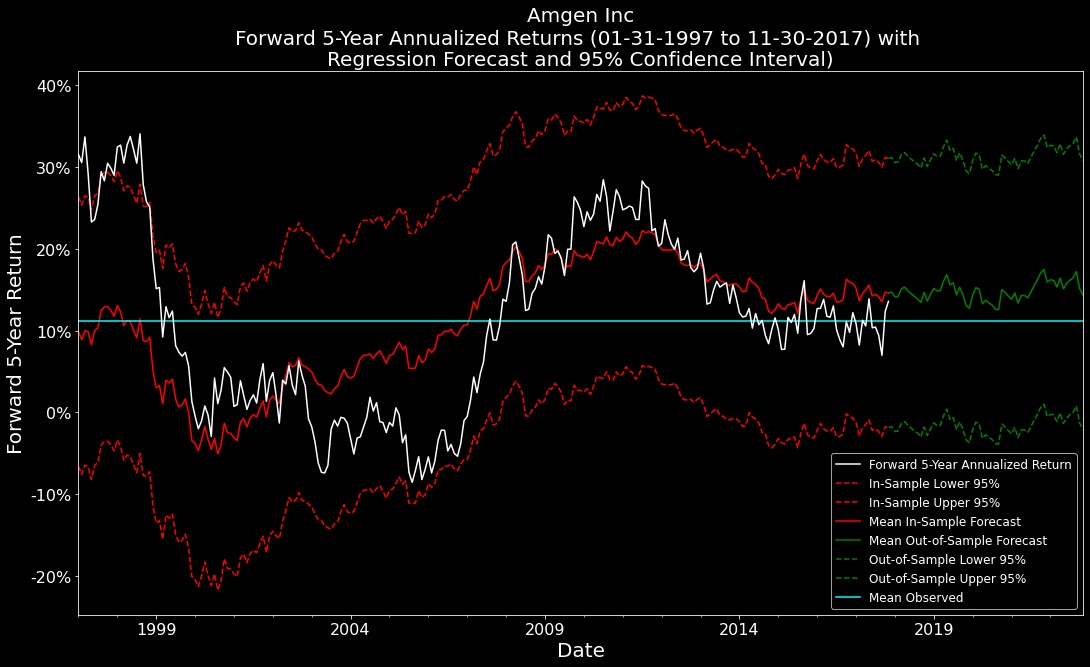 Amgen Inc
Forward 5-Year Annualized Returns (01-31-1997 to 11-30-2017) with
Regression Forecast and 95% Confidence Interval)
Forward 5-Year Return
40%
30%
20%
10%
0%
-10%
-20%
Forward 5-Year Annualized Return
In-Sample Lower 95%
In-Sample Upper 95%
Mean In-Sample Forecast
Mean Out-of-Sample Forecast
Out-of-Sample Lower 95%
Out-of-Sample Upper 95%
Mean Observed
1999
2004
2009
2014
2019
Date